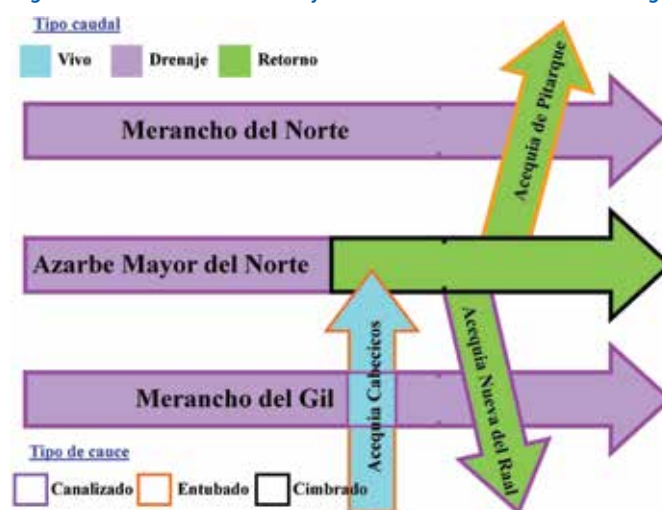 Tipo caudal
Vivo
Drenaje
Retorno
Acequia de Pitarque
Merancho del Norte
Azarbe Mayor del Norte
Acequia Cabecicos
Acequia Nueva del Raal
Merancho del Gil
Tipo de cauce
Canalizado
Entubado
Cimbrado